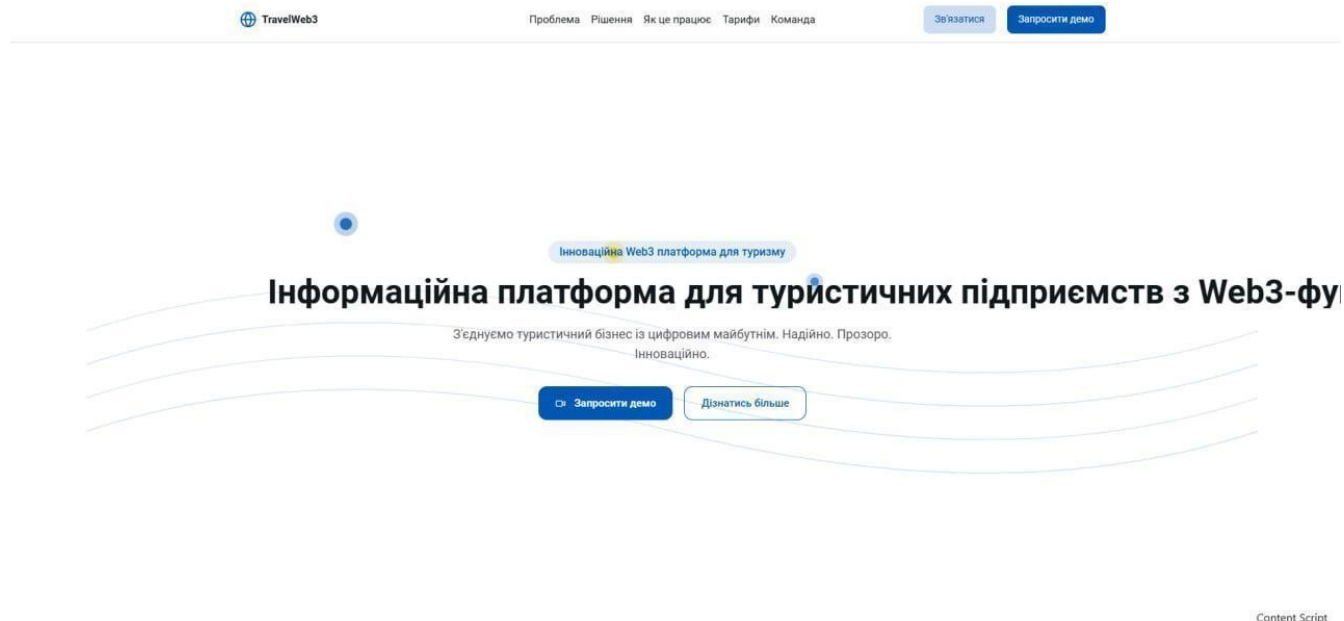 TravelWeb3
Проблема Рішення Як це працює Тарифи Команда
Зв'язатися
Запросити демо
Інноваційна Web3 платформа для туризму
Інформаційна платформа для туристичних підприємств з Web3-фу
З'єднуємо туристичний бізнес із цифровим майбутнім. Надійно. Прозоро.
Інноваційно.
Запросити демо
Дізнатись більше
Content Script